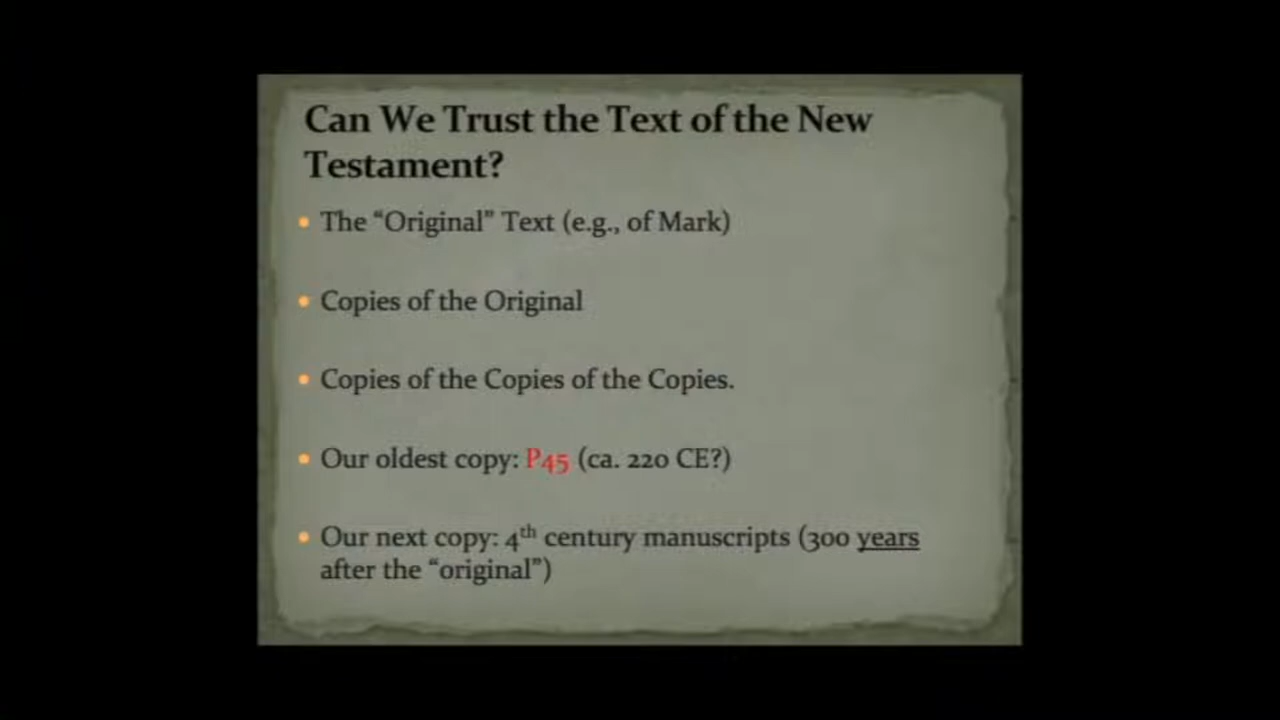 Can We Trust the Text of the New
Testament?
• The “Original” Text (e.g., of Mark)
• Copies of the Original
• Copies of the Copies of the Copies.
• Our oldest copy: P45 (ca. 220 CE?)
• Our next copy: 4th century manuscripts (300 years
after the “original”)